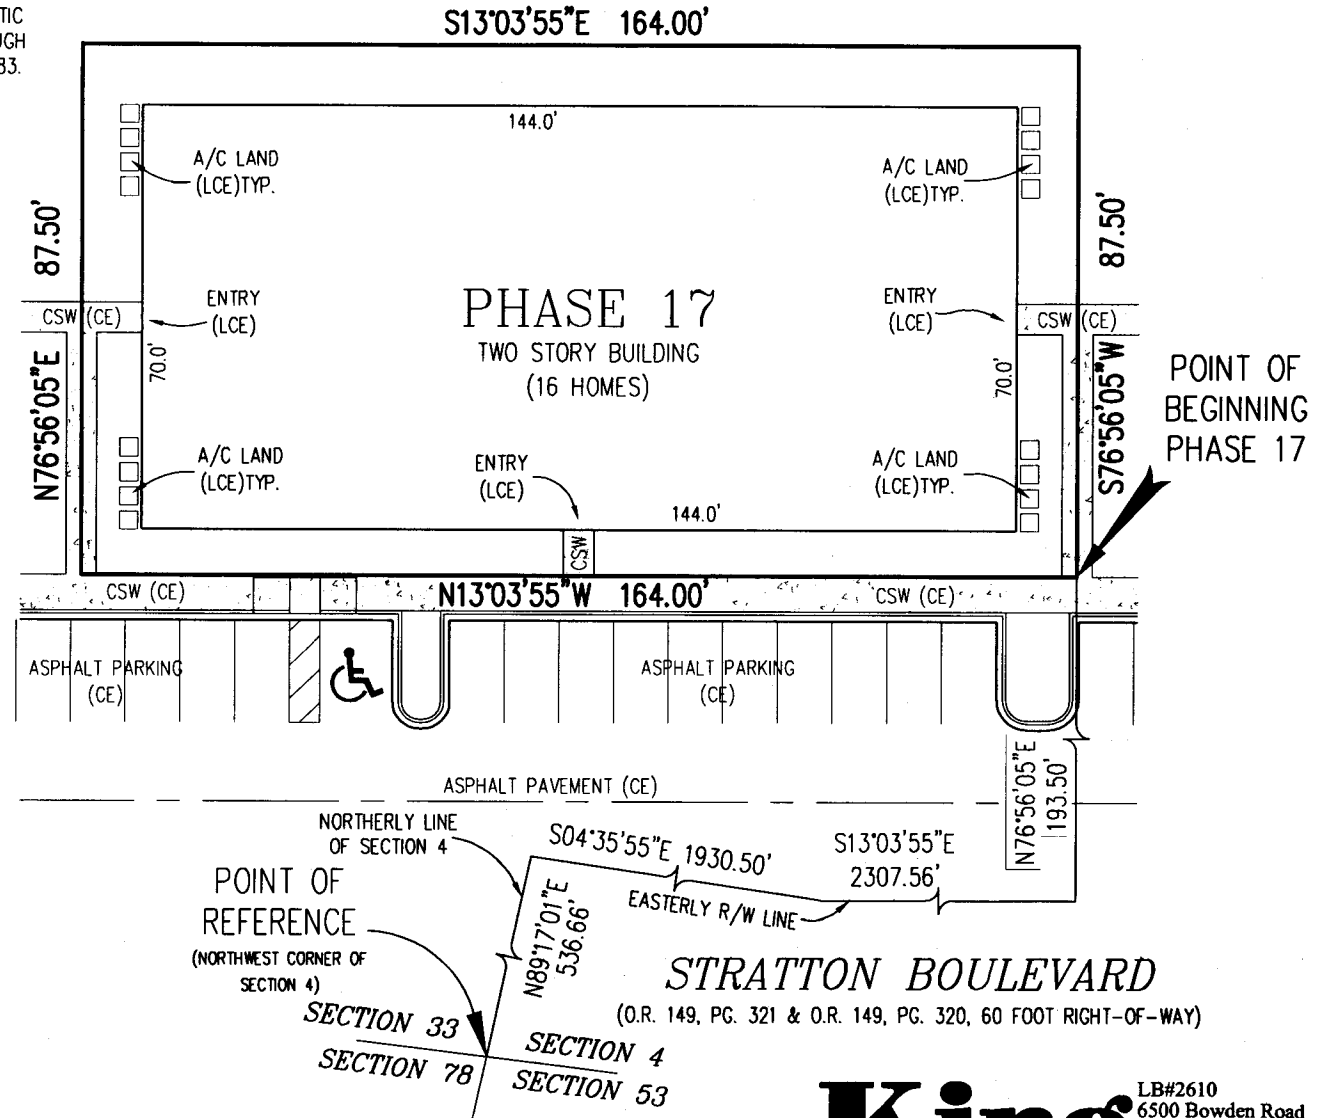 TIC
UGH
83.
S13°03'55"E 164.00'
144.0'
A/C LAND
(LCE)TYP.
A/C LAND
(LCE)TYP.
87.50'
87.50'
ENTRY
(LCE)
PHASE 17
TWO STORY BUILDING
(16 HOMES)
ENTRY
(LCE)
CSW (CE)
CSW (CE)
N76°56'05"E
70.0'
70.0'
S76°56'05"W
POINT OF
BEGINNING
PHASE 17
A/C LAND
(LCE)TYP.
ENTRY
(LCE)
A/C LAND
(LCE)TYP.
144.0'
CSW
CSW (CE)
N13°03'55"W 164.00'
CSW (CE)
ASPHALT PARKING
(CE)
ASPHALT PARKING
(CE)
N76°56'05"E
193.50'
ASPHALT PAVEMENT (CE)
NORTHERLY LINE
OF SECTION 4
S04°35'55"E 1930.50'
S13°03'55"E
2307.56'
EASTERLY R/W LINE
POINT OF
REFERENCE
(NORTHWEST CORNER OF
SECTION 4)
N89°17'01"E
536.66'
STRATTON BOULEVARD
(O.R. 149, PG. 321 & O.R. 149, PG. 320, 60 FOOT RIGHT-OF-WAY)
SECTION 33
SECTION 4
SECTION 78
SECTION 53
King
LB#2610
6500 Bowden Road